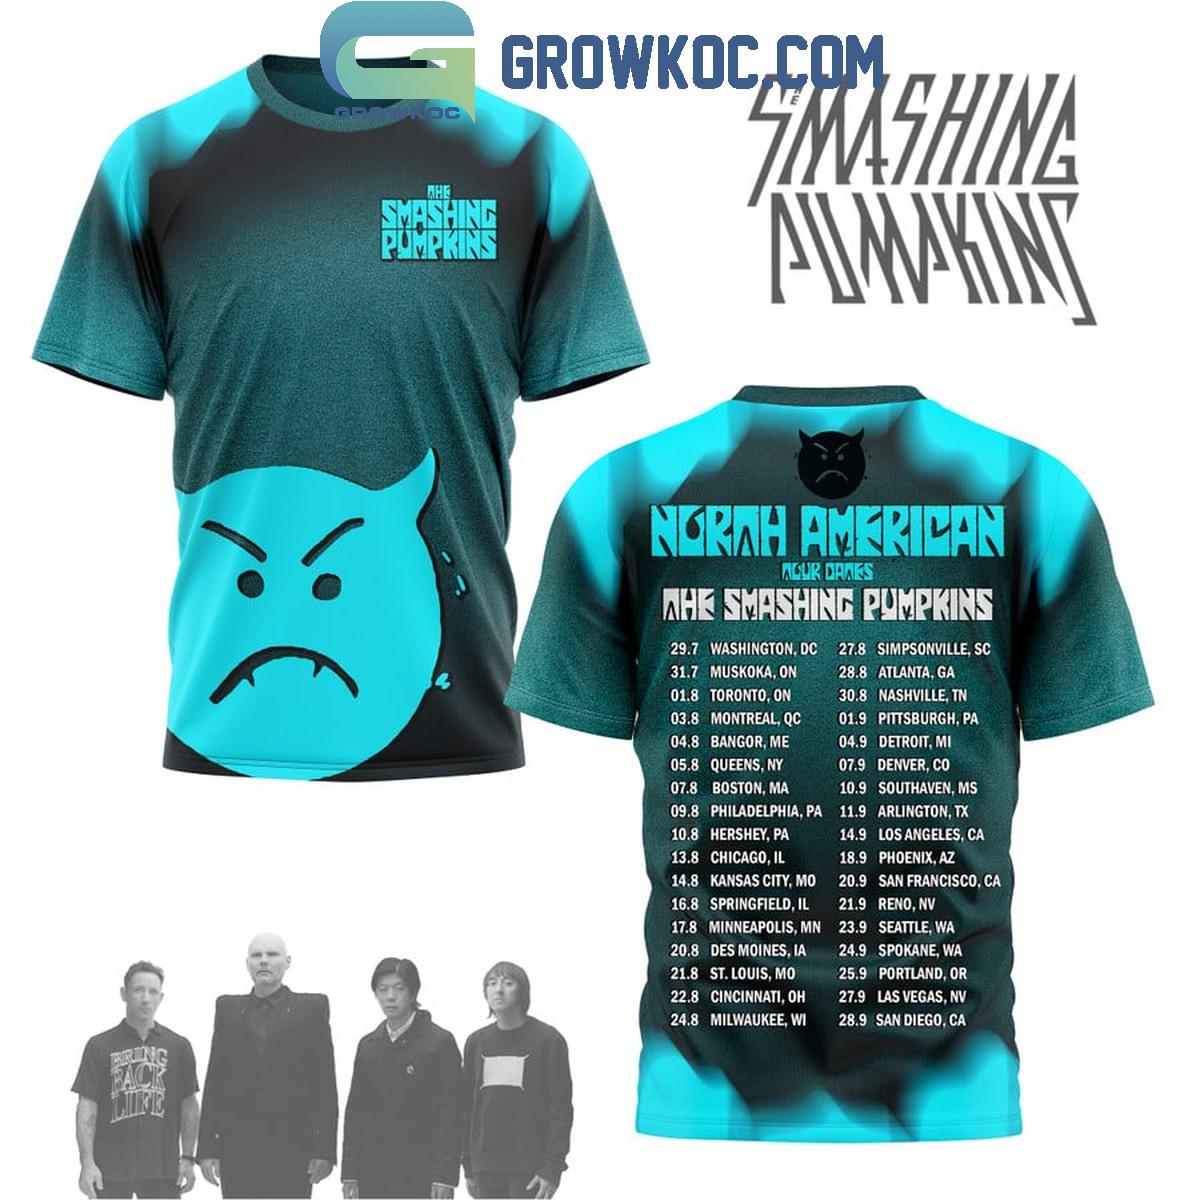 GROWKOC
GROWKOC.COM
THE
SMASHING
PUMPKINS
THE
SMASHING
PUMPKINS
NORTH AMERICAN
TOUR DATES
THE SMASHING PUMPKINS
29.7 WASHINGTON, DC
31.7 MUSKOKA, ON
01.8 TORONTO, ON
03.8 MONTREAL, QC
04.8 BANGOR, ME
05.8 QUEENS, NY
07.8 BOSTON, MA
09.8 PHILADELPHIA, PA
10.8 HERSHEY, PA
13.8 CHICAGO, IL
14.8 KANSAS CITY, MO
16.8 SPRINGFIELD, IL
17.8 MINNEAPOLIS, MN
20.8 DES MOINES, IA
21.8 ST. LOUIS, MO
22.8 CINCINNATI, OH
24.8 MILWAUKEE, WI
27.8 SIMPSONVILLE, SC
28.8 ATLANTA, GA
30.8 NASHVILLE, TN
01.9 PITTSBURGH, PA
04.9 DETROIT, MI
07.9 DENVER, CO
10.9 SOUTHAVEN, MS
11.9 ARLINGTON, TX
14.9 LOS ANGELES, CA
18.9 PHOENIX, AZ
20.9 SAN FRANCISCO, CA
21.9 RENO, NV
23.9 SEATTLE, WA
24.9 SPOKANE, WA
25.9 PORTLAND, OR
27.9 LAS VEGAS, NV
28.9 SAN DIEGO, CA
BRING
BACK
LIFE